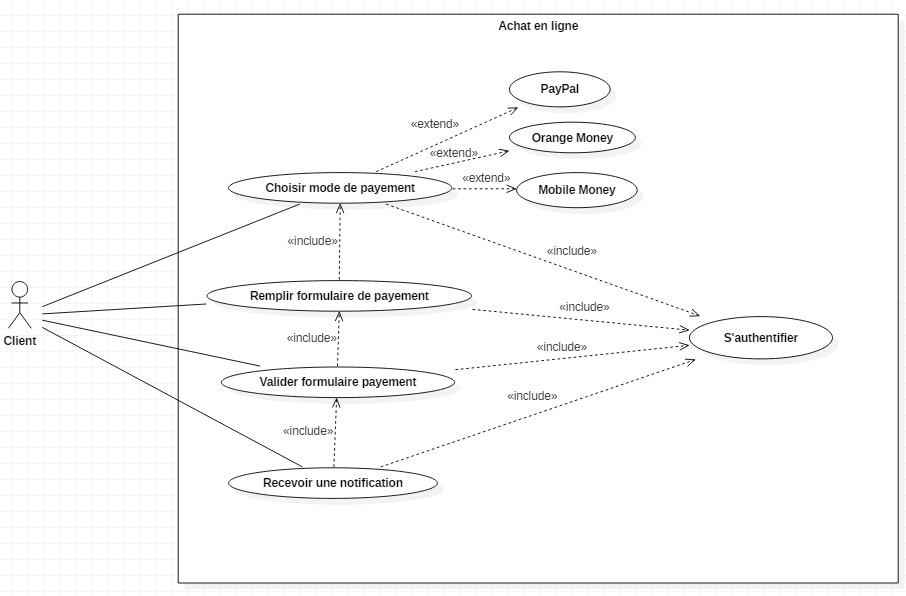 Achat en ligne
PayPal
«extend»
Orange Money
«extend»
«extend»
Choisir mode de payement
Mobile Money
«include»
«include»
Remplir formulaire de payement
«include»
Client
«include»
S'authentifier
«include»
Valider formulaire payement
«include»
«include»
Recevoir une notification